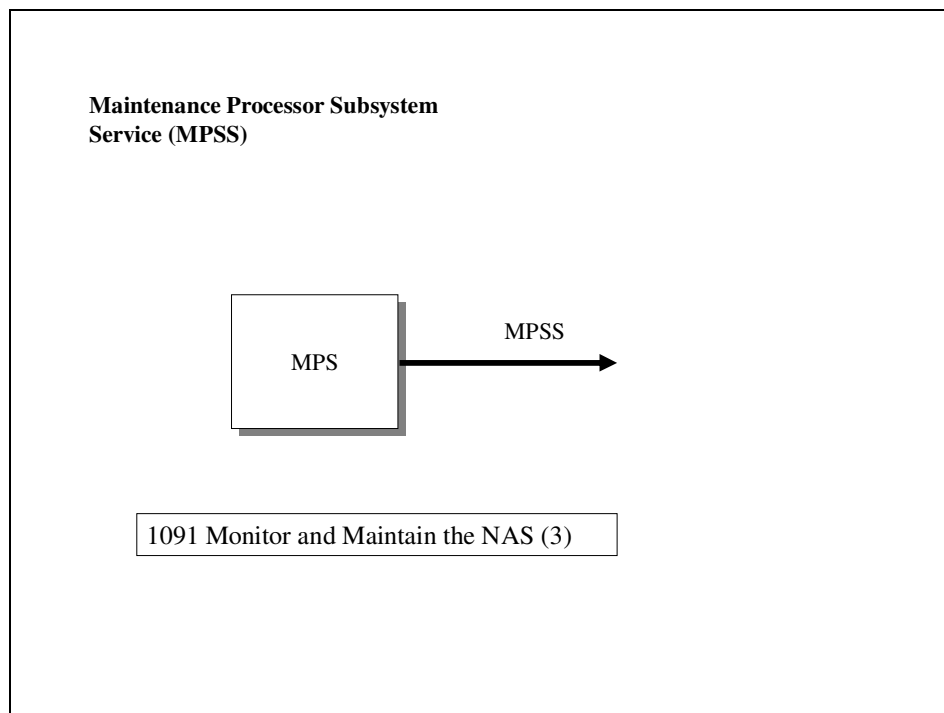 Maintenance Processor Subsystem
Service (MPSS)
MPSS
MPS
1091 Monitor and Maintain the NAS (3)